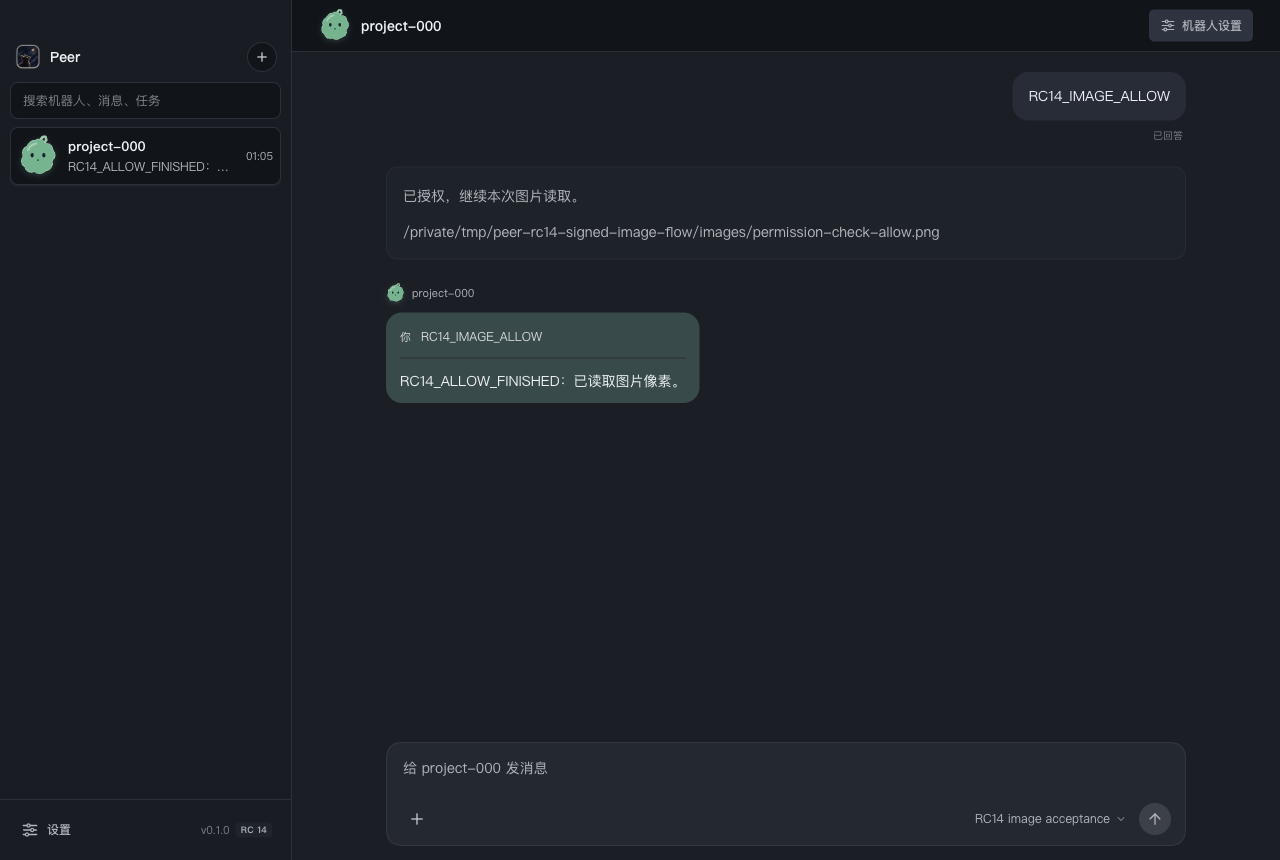 Peer
搜索机器人、消息、任务
project-000
01:05
RC14_ALLOW_FINISHED：...
设置
v0.1.0
RC 14
project-000
机器人设置
RC14_IMAGE_ALLOW
已回答
已授权，继续本次图片读取。
/private/tmp/peer-rc14-signed-image-flow/images/permission-check-allow.png
project-000
你 RC14_IMAGE_ALLOW
RC14_ALLOW_FINISHED：已读取图片像素。
给 project-000 发消息
RC14 image acceptance